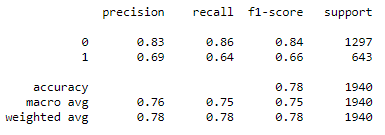 precision recall f1-score support
0 0.83 0.86 0.84 1297
1 0.69 0.64 0.66 643
accuracy 0.78 1940
macro avg 0.76 0.75 0.75 1940
weighted avg 0.78 0.78 0.78 1940